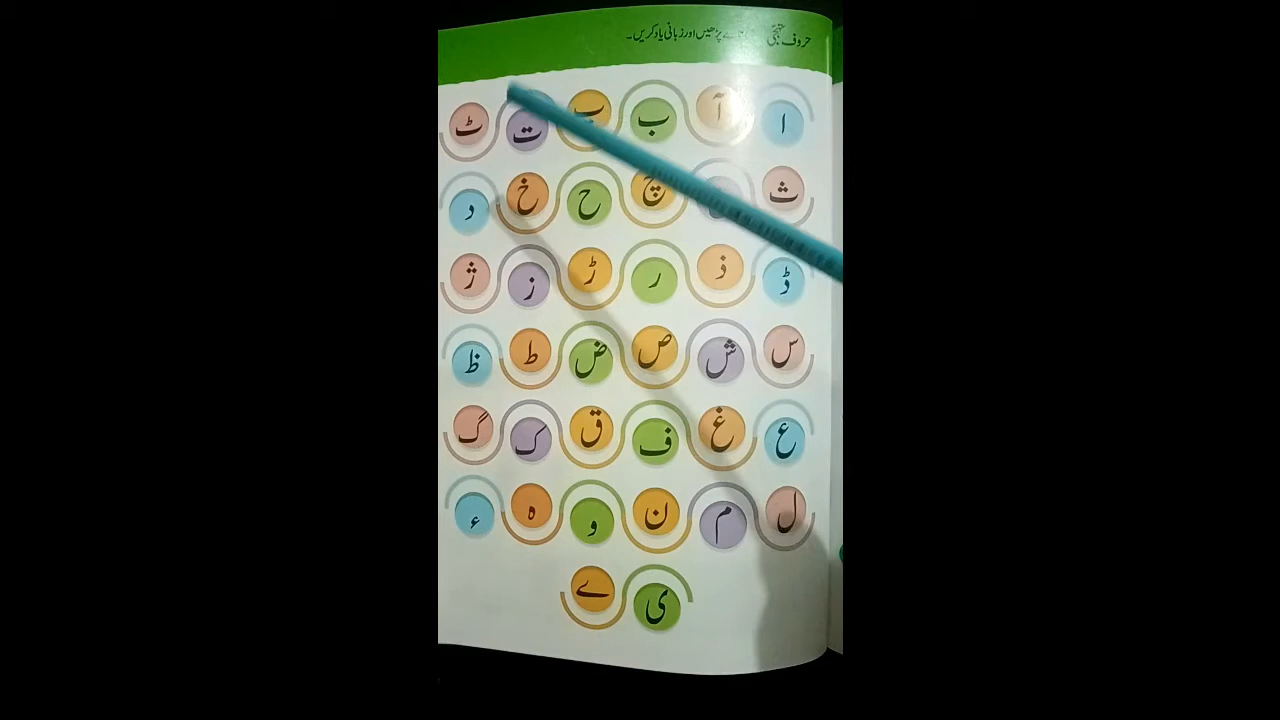 حروف تہجی پڑھیں اور زبانی یاد کریں۔
ا آ ب پ ت ٹ
ث چ ح خ د
ڈ ذ ر ڑ ز ژ
س ش ص ض ط ظ
ع غ ف ق ک گ
ل م ن و ہ ء
ی ے